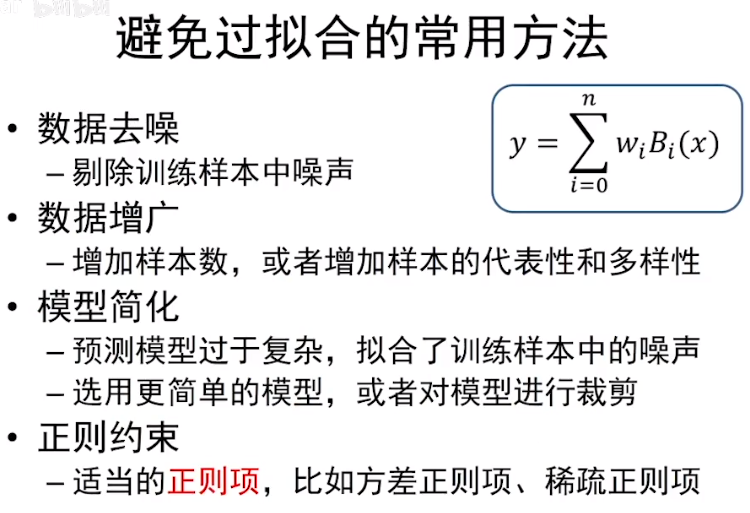 避免过拟合的常用方法
• 数据去噪
– 剔除训练样本中噪声
y = \sum_{i=0}^{n} w_i B_i(x)
• 数据增广
– 增加样本数，或者增加样本的代表性和多样性
• 模型简化
– 预测模型过于复杂，拟合了训练样本中的噪声
– 选用更简单的模型，或者对模型进行裁剪
• 正则约束
– 适当的正则项，比如方差正则项、稀疏正则项